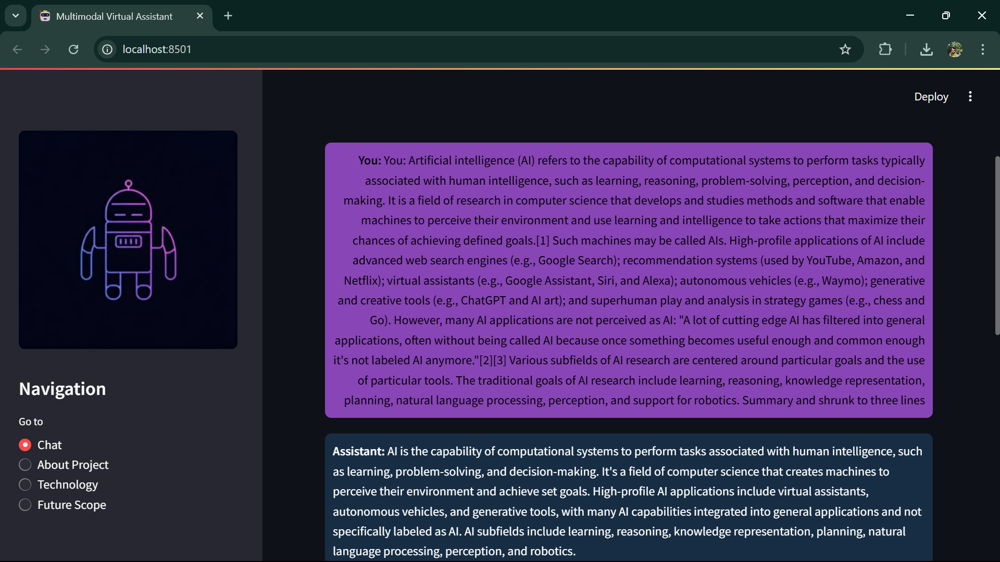 Multimodal Virtual Assistant
localhost:8501
Deploy
You: You: Artificial intelligence (AI) refers to the capability of computational systems to perform tasks typically
associated with human intelligence, such as learning, reasoning, problem-solving, perception, and decision-
making. It is a field of research in computer science that develops and studies methods and software that enable
machines to perceive their environment and use learning and intelligence to take actions that maximize their
chances of achieving defined goals.[1] Such machines may be called AIs. High-profile applications of AI include
advanced web search engines (e.g., Google Search); recommendation systems (used by YouTube, Amazon, and
Netflix); virtual assistants (e.g., Google Assistant, Siri, and Alexa); autonomous vehicles (e.g., Waymo); generative
and creative tools (e.g., ChatGPT and AI art); and superhuman play and analysis in strategy games (e.g., chess and
Go). However, many AI applications are not perceived as AI: "A lot of cutting edge AI has filtered into general
applications, often without being called AI because once something becomes useful enough and common enough
it's not labeled AI anymore."[2][3] Various subfields of AI research are centered around particular goals and the use
of particular tools. The traditional goals of AI research include learning, reasoning, knowledge representation,
planning, natural language processing, perception, and support for robotics. Summary and shrunk to three lines
Navigation
Go to
Chat
About Project
Technology
Future Scope
Assistant: AI is the capability of computational systems to perform tasks associated with human intelligence, such
as learning, problem-solving, and decision-making. It's a field of computer science that creates machines to
perceive their environment and achieve set goals. High-profile AI applications include virtual assistants,
autonomous vehicles, and generative tools, with many AI capabilities integrated into general applications and not
specifically labeled as AI. AI subfields include learning, reasoning, knowledge representation, planning, natural
language processing, perception, and robotics.